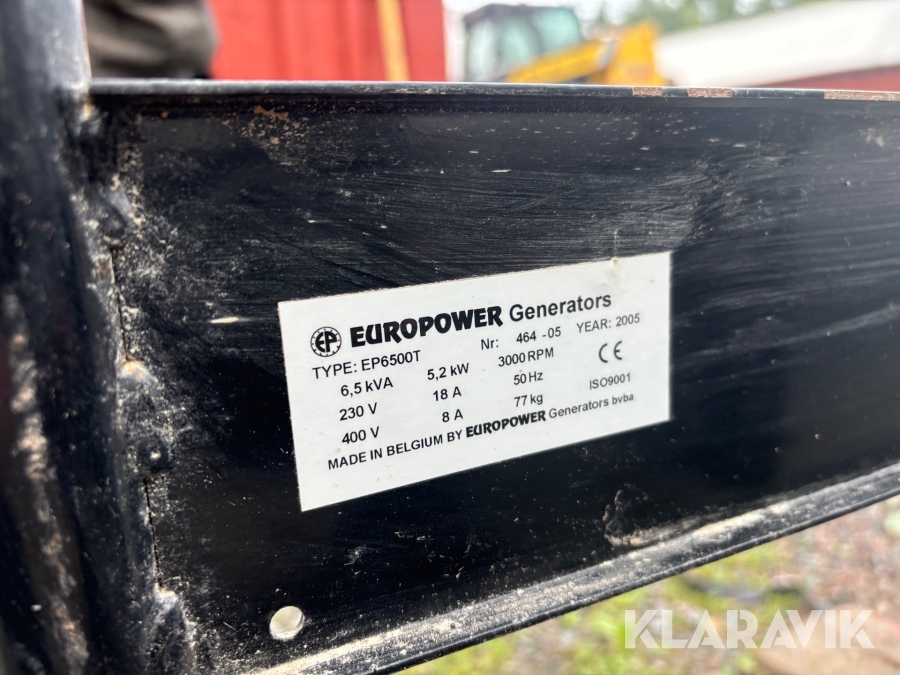 EP EUROPOWER Generators
TYPE: EP6500T Nr: 464 -05 YEAR: 2005
6,5 kVA 5,2 kW 3000 RPM CE
230 V 18 A 50 Hz
400 V 8 A 77 kg ISO9001
MADE IN BELGIUM BY EUROPOWER Generators bvba
KLARAVIK